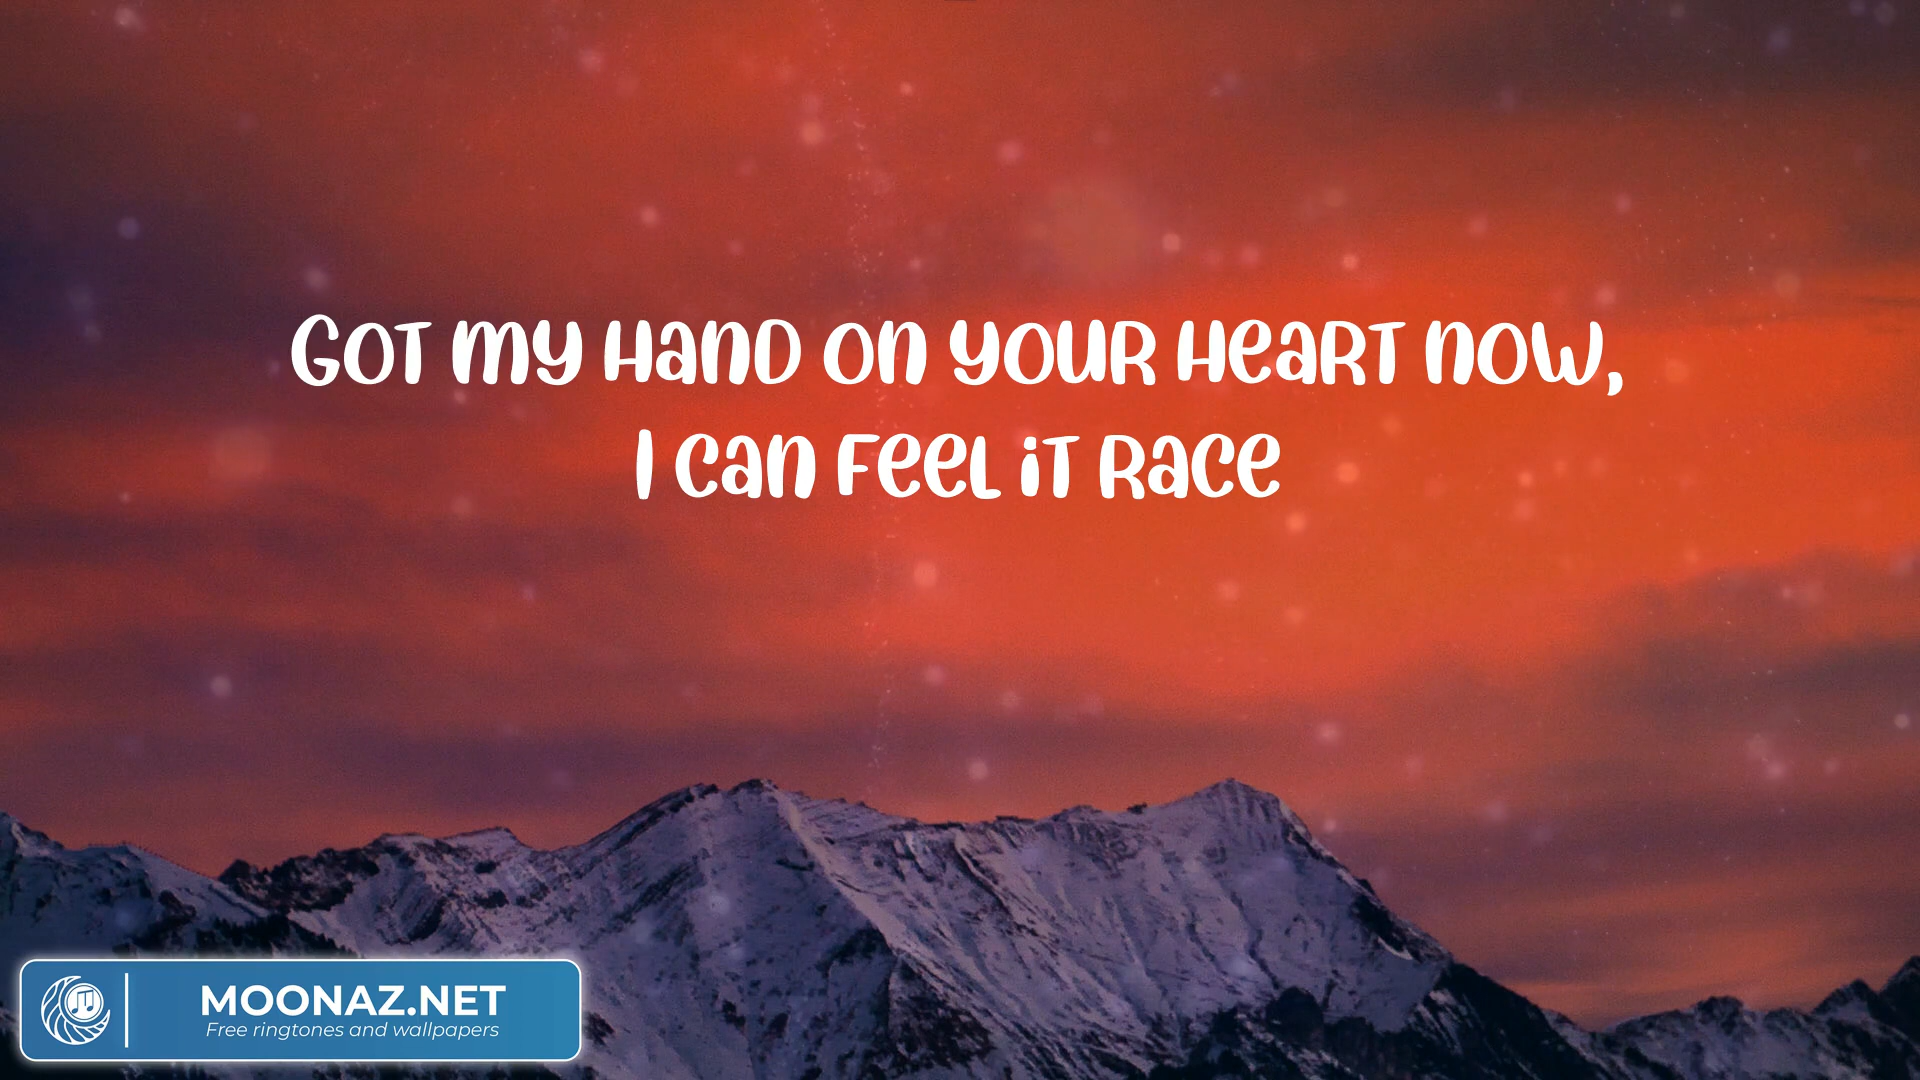 Got my hand on your heart now,
I can feel it race
MOONAZ.NET
Free ringtones and wallpapers